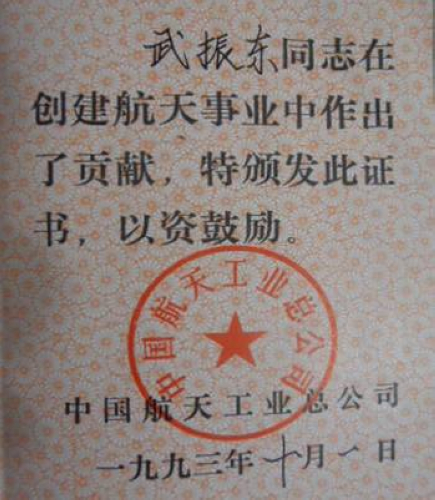 武振东同志在
创建航天事业中作出
了贡献，特颁发此证
书，以资鼓励。
中国航天工业总公司
中国航天工业总公司
一九九三年十月一日